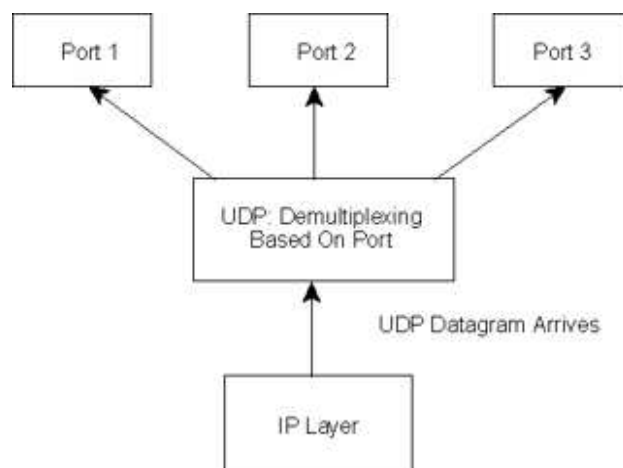 Port 1
Port 2
Port 3
UDP: Demultiplexing
Based On Port
UDP Datagram Arrives
IP Layer